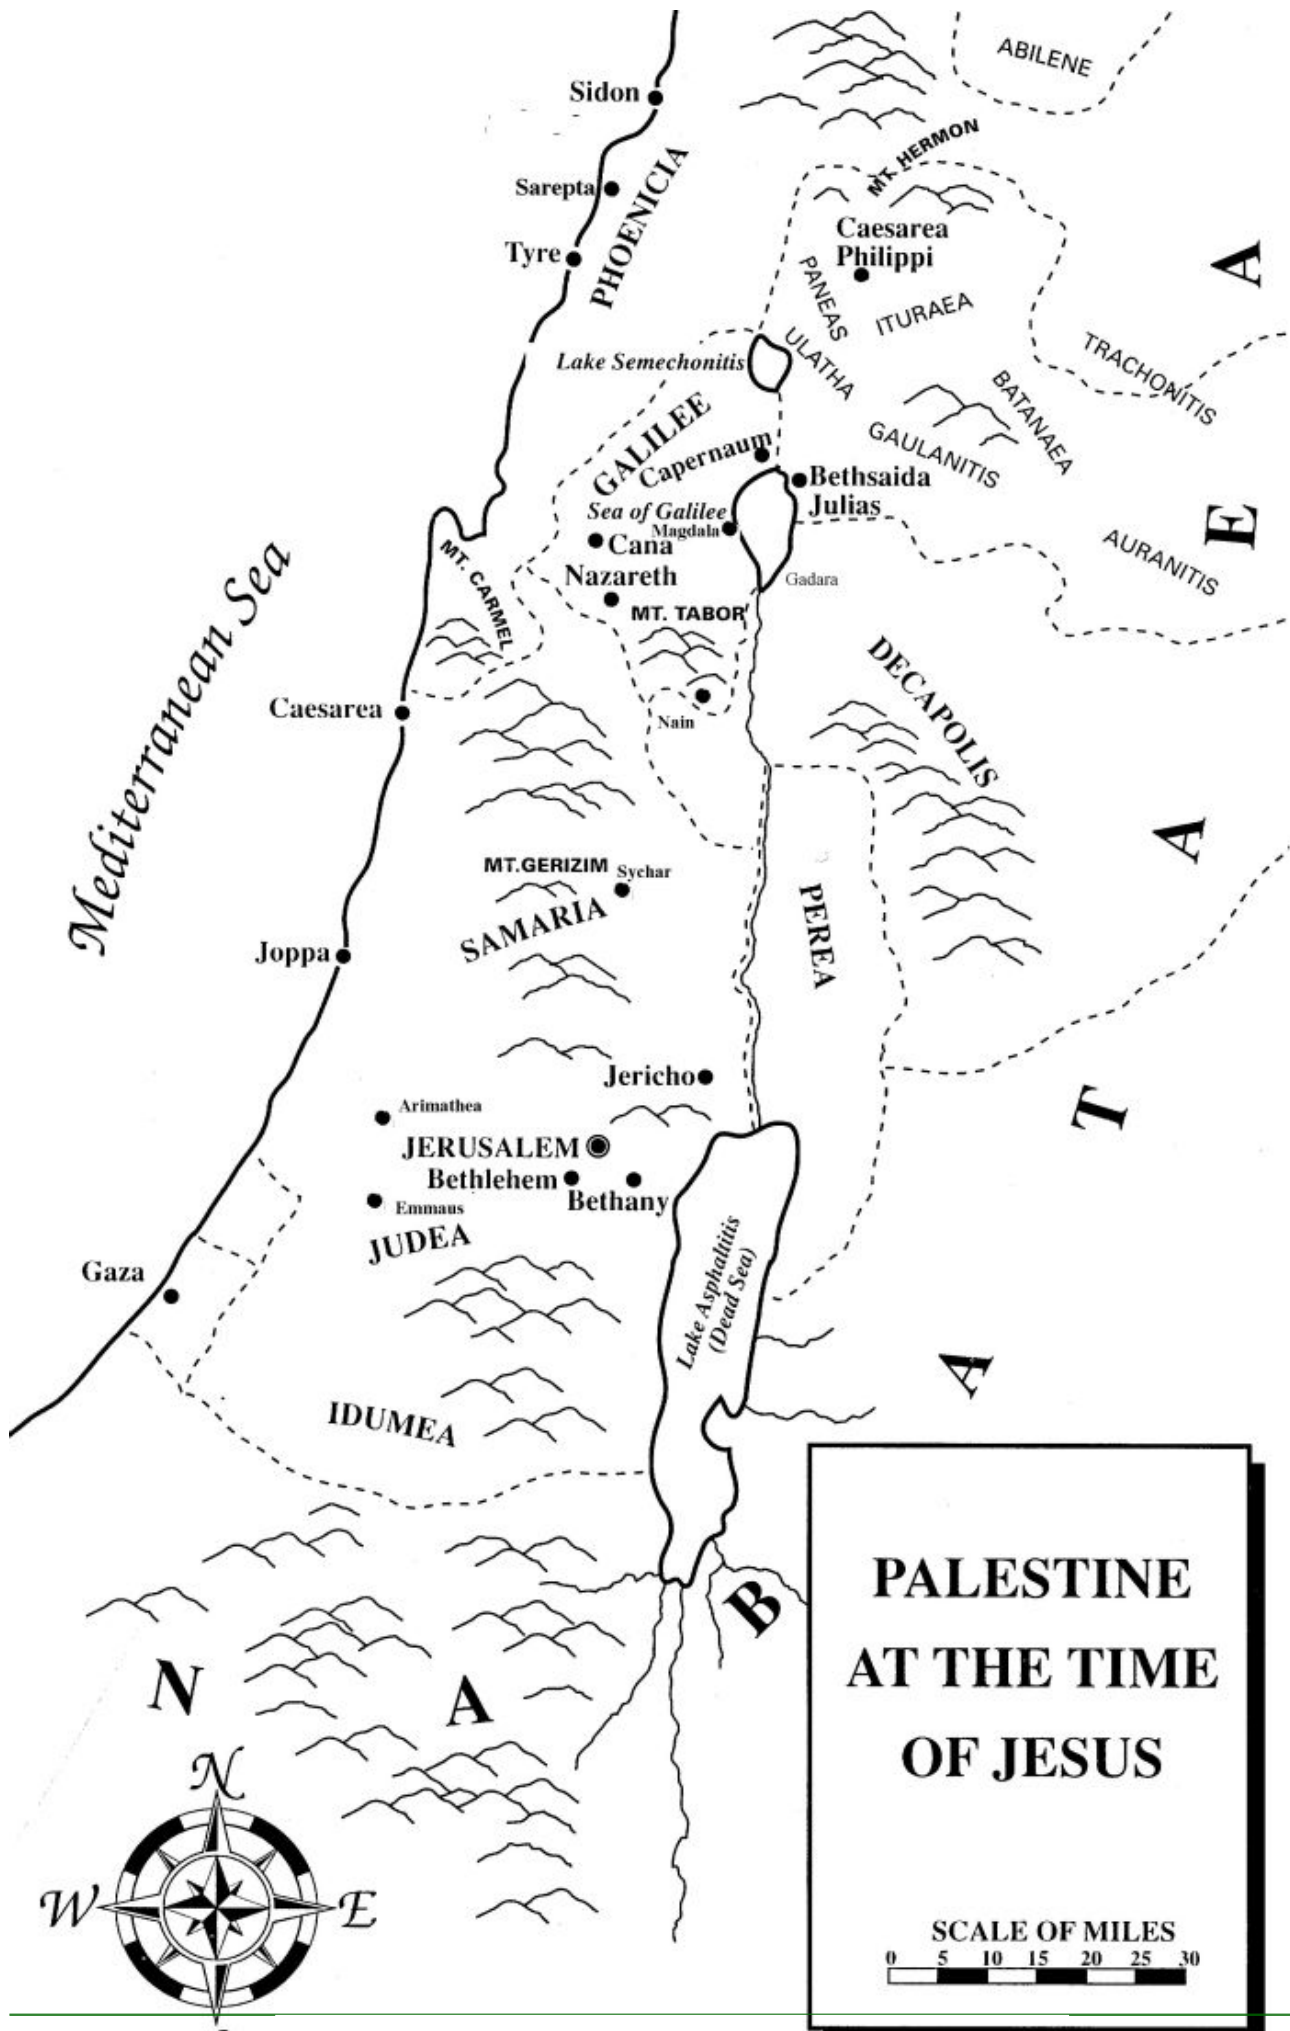 ABILENE
Sidon
MT. HERMON
PHOENICIA
Sarepta
Caesarea
Philippi
Tyre
A
PANEAS
ITURAEA
ULATHA
TRACHONITIS
Lake Semechonitis
BATANAEA
GALILEE
GAULANITIS
Capernaum
Bethsaida
Julias
Sea of Galilee
Magdala
E
Cana
MT. CARMEL
AURANITIS
Nazareth
Gadara
MT. TABOR
Mediterranean Sea
DECAPOLIS
Caesarea
Nain
A
MT.GERIZIM
Sychar
SAMARIA
PEREA
Joppa
Jericho
T
Arimathea
JERUSALEM
Bethlehem
Bethany
Emmaus
JUDEA
Gaza
Lake Asphaltitis
(Dead Sea)
A
IDUMEA
B
N
A
PALESTINE
AT THE TIME
OF JESUS
SCALE OF MILES
0 5 10 15 20 25 30
N
W
E